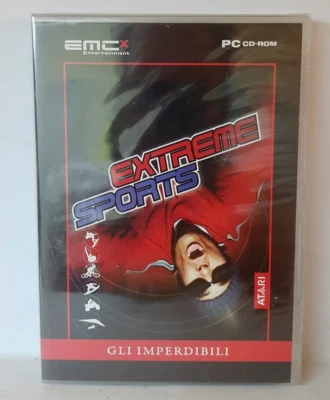 EMCX
Entertainment
PC CD-ROM
EXTREME
SPORTS
ATARI
GLI IMPERDIBILI